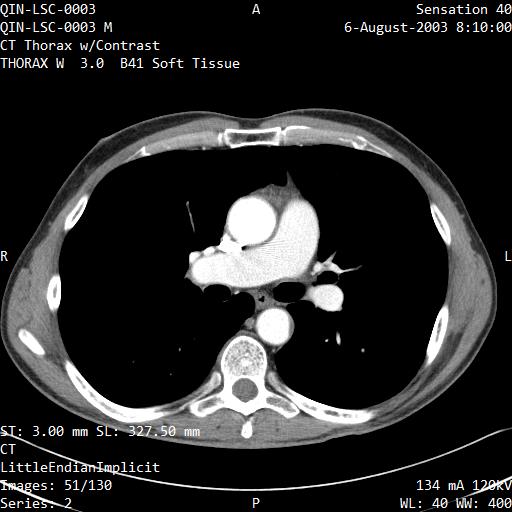 QIN-LSC-0003
A
Sensation 40
QIN-LSC-0003 M
6-August-2003 8:10:00
CT Thorax w/Contrast
THORAX W 3.0 B41 Soft Tissue
R
L
ST: 3.00 mm SL: 327.50 mm
CT
LittleEndianImplicit
Images: 51/130
134 mA 120kV
Series: 2
P
WL: 40 WW: 400